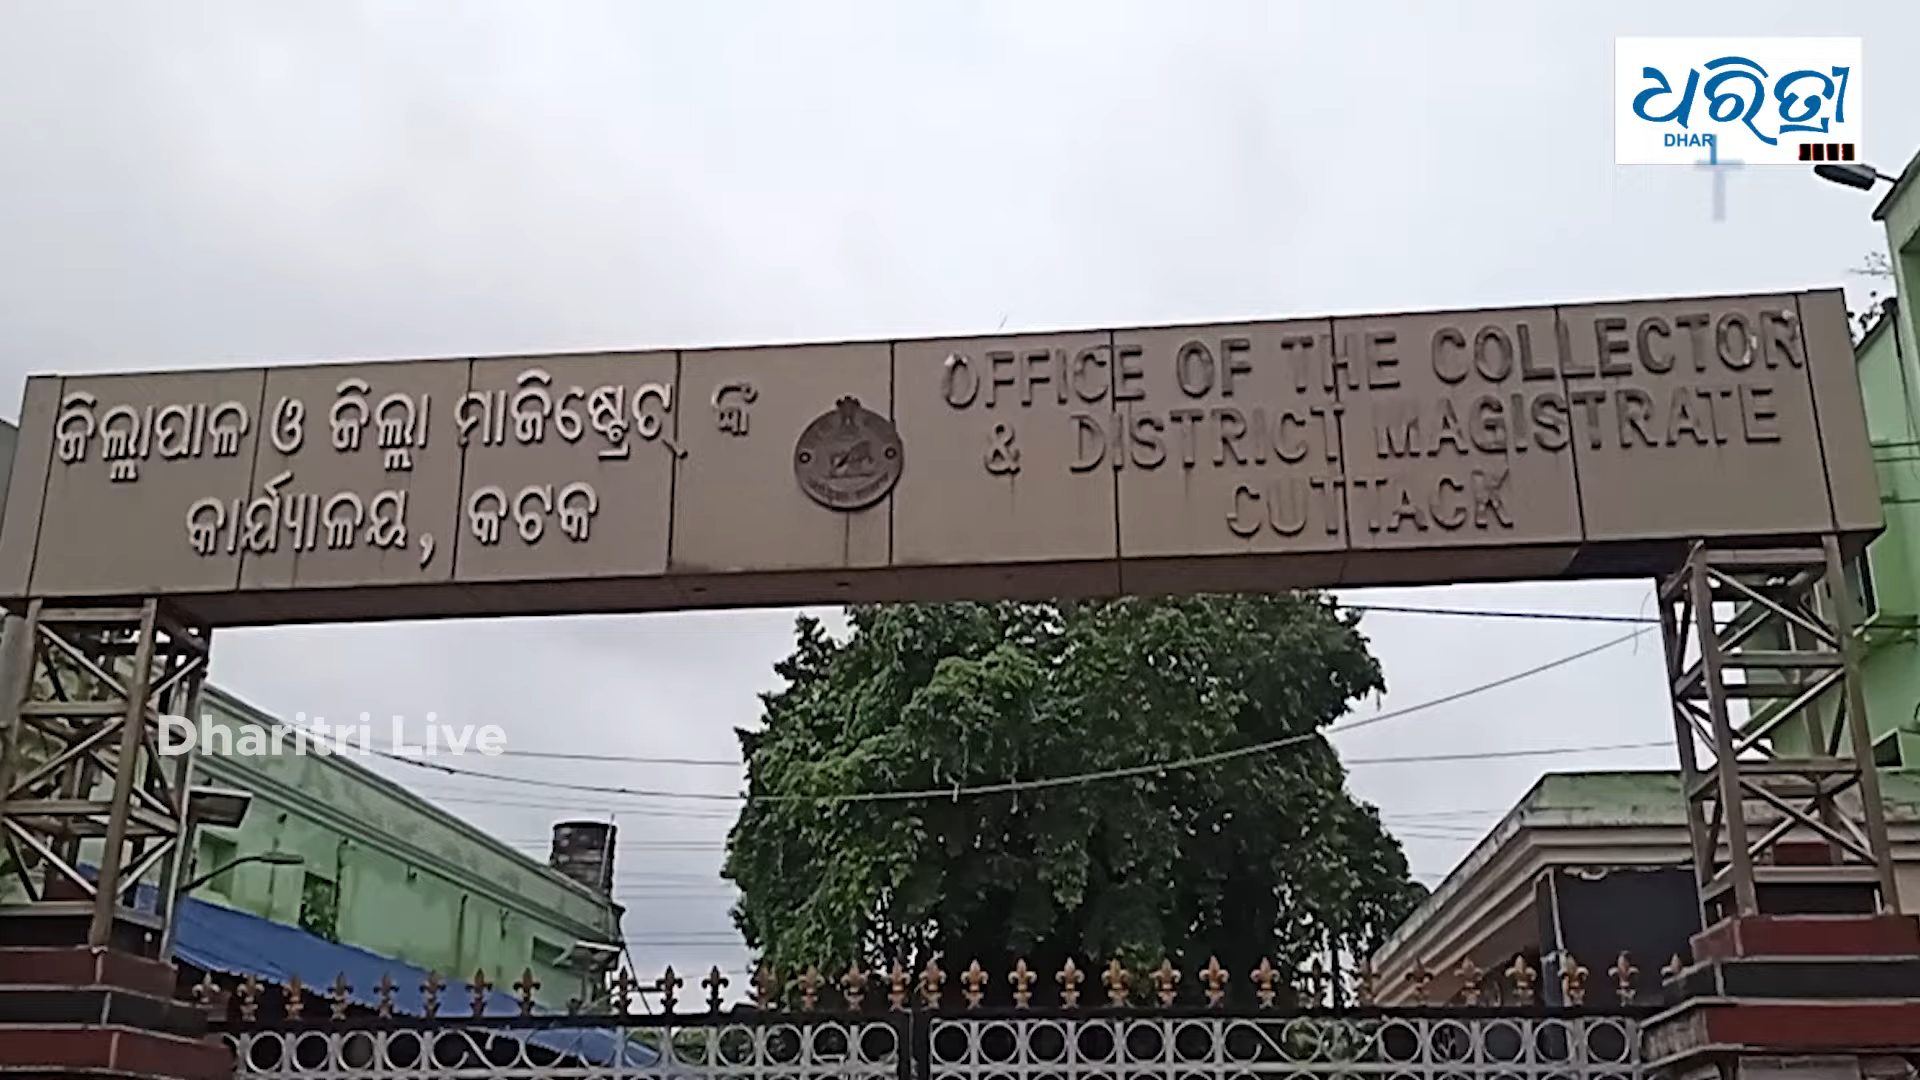 ଧରିତ୍ରୀ
DHAR
ଜିଲ୍ଲାପାଳ ଓ ଜିଲ୍ଲା ମାଜିଷ୍ଟ୍ରେଟ୍ ଙ୍କ
କାର୍ଯ୍ୟାଳୟ, କଟକ
OFFICE OF THE COLLECTOR
& DISTRICT MAGISTRATE
CUTTACK
Dharitri Live